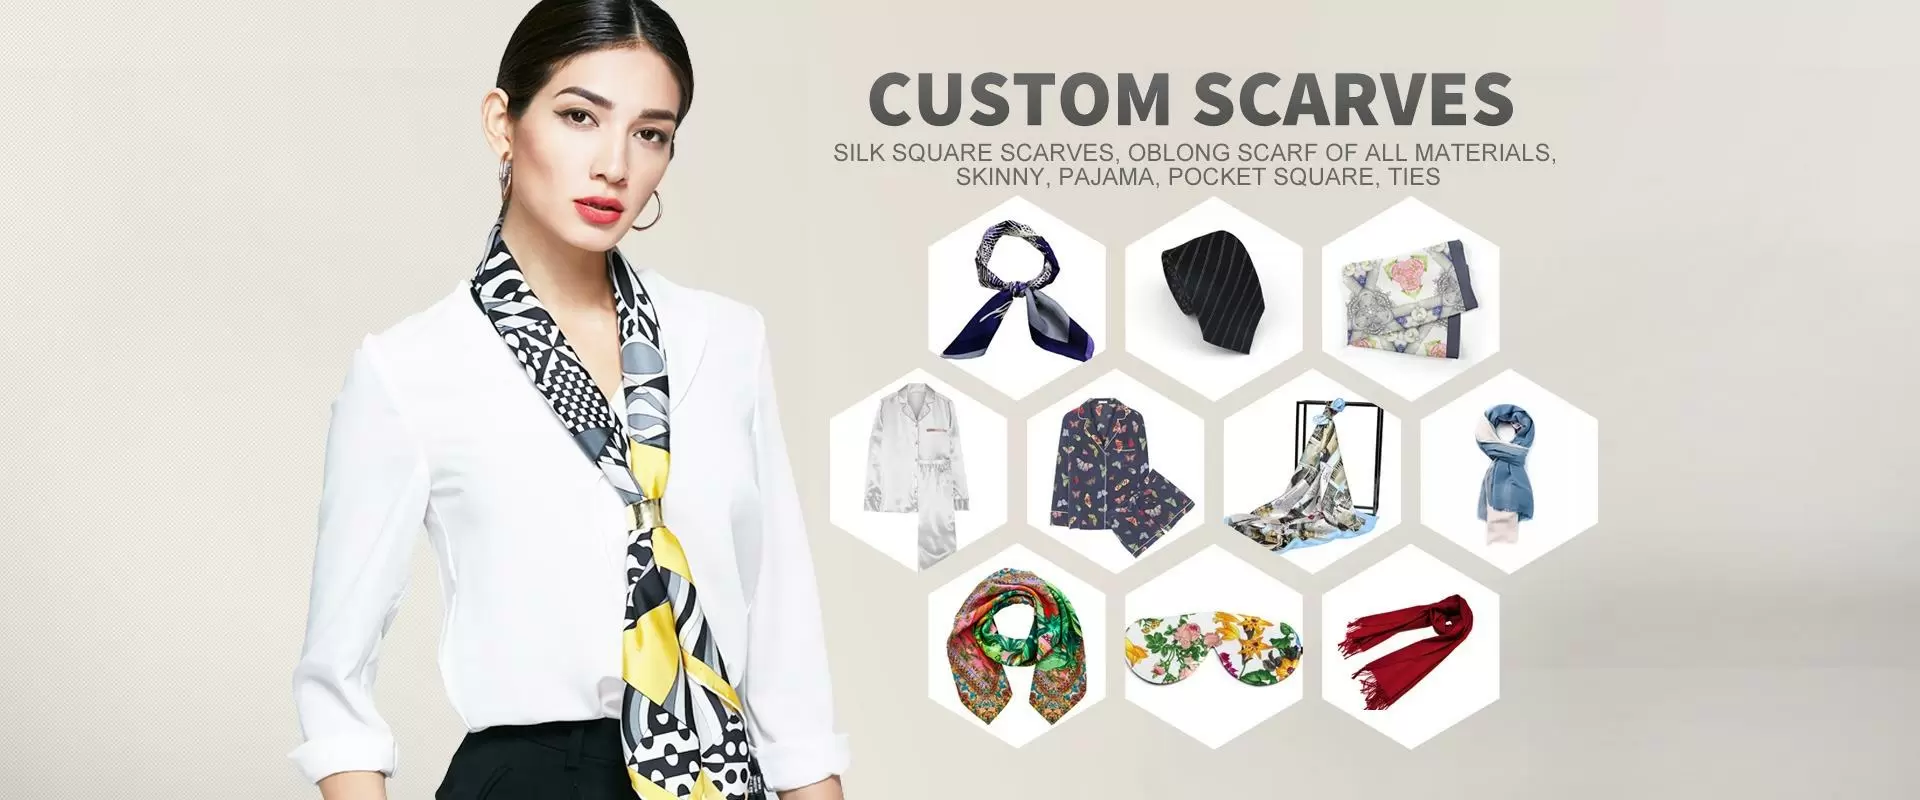 CUSTOM SCARVES
SILK SQUARE SCARVES, OBLONG SCARF OF ALL MATERIALS,
SKINNY, PAJAMA, POCKET SQUARE, TIES